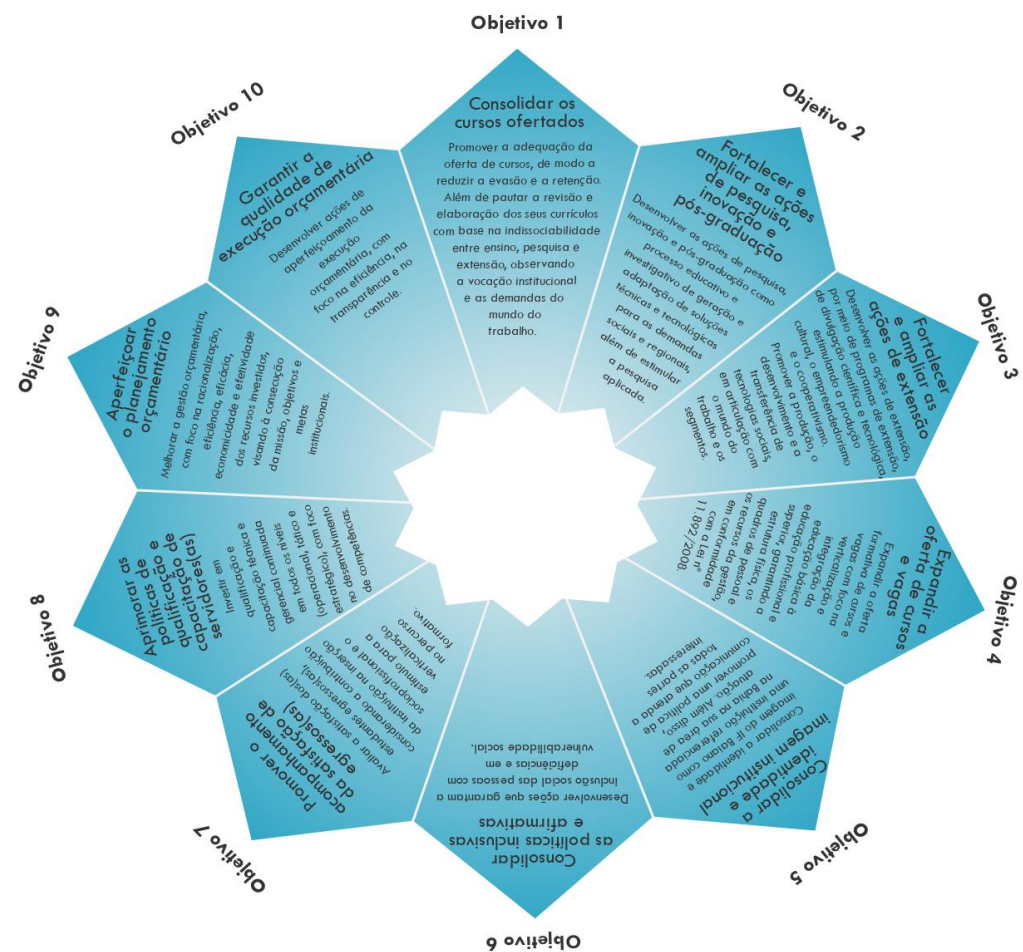 Objetivo 1
Consolidar os
cursos ofertados
Promover a adequação da
oferta de cursos, de modo a
reduzir a evasão e a retenção.
Além de pautar a revisão e
elaboração dos seus currículos
com base na indissociabilidade
entre ensino, pesquisa e
extensão, observando
a vocação institucional
e as demandas do
mundo do
trabalho.
Objetivo 2
Fortalecer e
ampliar as ações
de pesquisa,
inovação e
pós-graduação
Desenvolver as ações de pesquisa,
inovação e pós-graduação como
processo educativo e
investigativo de geração e
adaptação de soluções
técnicas e tecnológicas
para as demandas
sociais e regionais,
além de estimular
a pesquisa
aplicada.
Objetivo 3
Fortalecer
e ampliar as
ações de extensão
Desenvolver as ações de extensão,
por meio de programas de extensão,
de divulgação científica e tecnológica,
estimulando a produção
cultural, o empreendedorismo
e o cooperativismo.
Promover a produção, o
desenvolvimento e a
transferência de
tecnologias sociais,
em articulação com
o mundo do
trabalho e os
segmentos.
Objetivo 4
Expandir a
oferta de cursos
e vagas
Expandir a oferta
formativa de cursos e
vagas com foco na
verticalização e
integração da
educação básica à
educação profissional e
superior, garantindo a
estrutura física, os
quadros de pessoal e
os recursos da gestão,
em conformidade
com a Lei nº
11.892/2008.
Objetivo 5
Consolidar a
identidade e
imagem institucional
Consolidar a identidade e
imagem do IF Baiano como
uma instituição referenciada
na Bahia na sua área de
atuação. Além disso,
promover uma política de
comunicação que atenda a
todas as partes
interessadas.
Objetivo 6
Consolidar
as políticas inclusivas
e afirmativas
Desenvolver ações que garantam a
inclusão social das pessoas com
deficiências e em
vulnerabilidade social.
Objetivo 7
Promover o
acompanhamento
da satisfação de
egressos(as)
Avaliar a satisfação dos(as)
estudantes egressos(as),
considerando a contribuição
da instituição na inserção
socioprofissional e o
estímulo para a
verticalização
no percurso
formativo.
Objetivo 8
Aprimorar as
políticas de
qualificação e
capacitação de
servidores(as)
Investir em
qualificação e
capacitação técnica e
gerencial continuada
em todos os níveis
(operacional, tático e
estratégico), com foco
no desenvolvimento
de competências.
Objetivo 9
Aperfeiçoar
o planejamento
orçamentário
Melhorar a gestão orçamentária,
com foco na racionalização,
eficiência, eficácia,
economicidade e efetividade
dos recursos investidos,
visando à consecução
da missão, objetivos e
metas
institucionais.
Objetivo 10
Garantir a
qualidade de
execução orçamentária
Desenvolver ações de
aperfeiçoamento da
execução
orçamentária, com
foco na eficiência, na
transparência e no
controle.